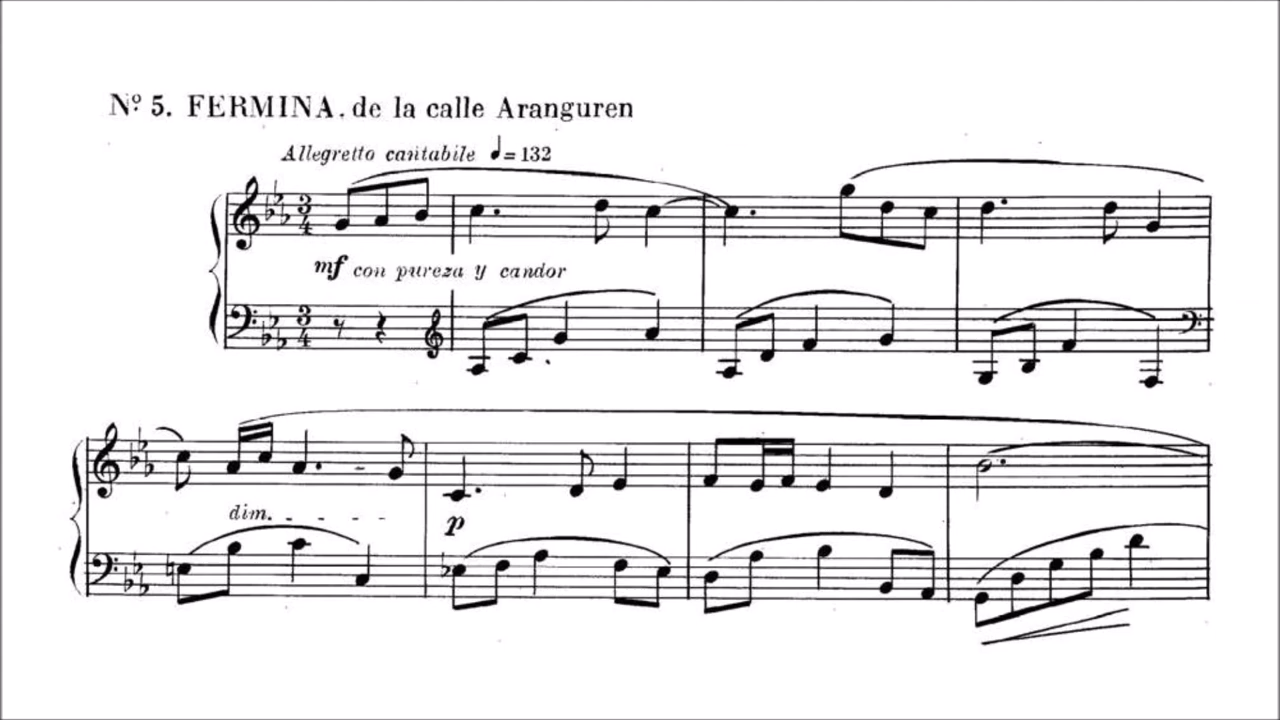 Nº 5. FERMINA, de la calle Aranguren
Allegretto cantabile ♩= 132
mf con pureza y candor
dim. - - - -
p